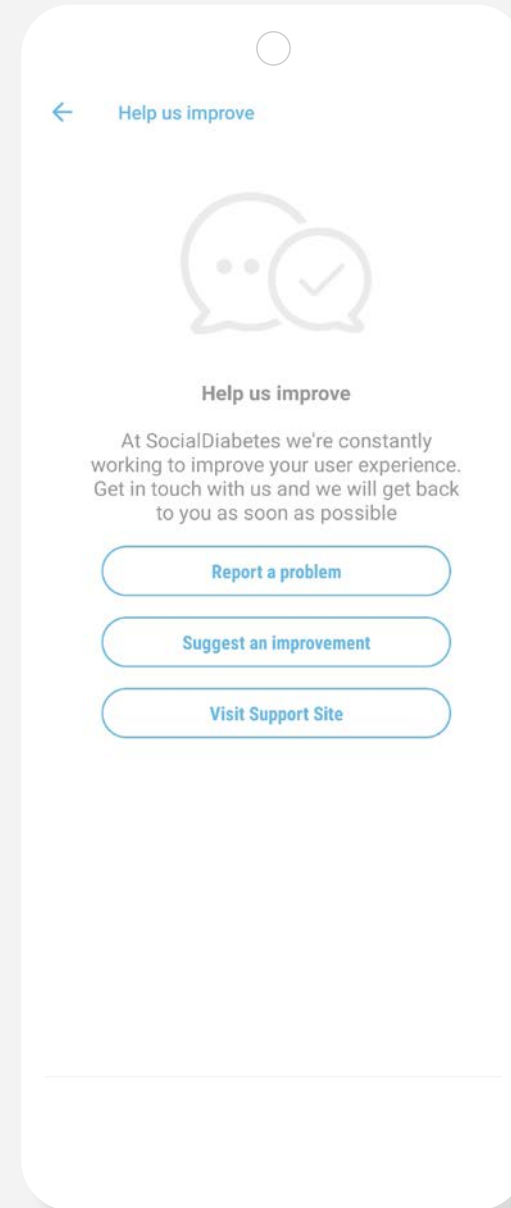 Help us improve
Help us improve
At SocialDiabetes we're constantly
working to improve your user experience.
Get in touch with us and we will get back
to you as soon as possible
Report a problem
Suggest an improvement
Visit Support Site